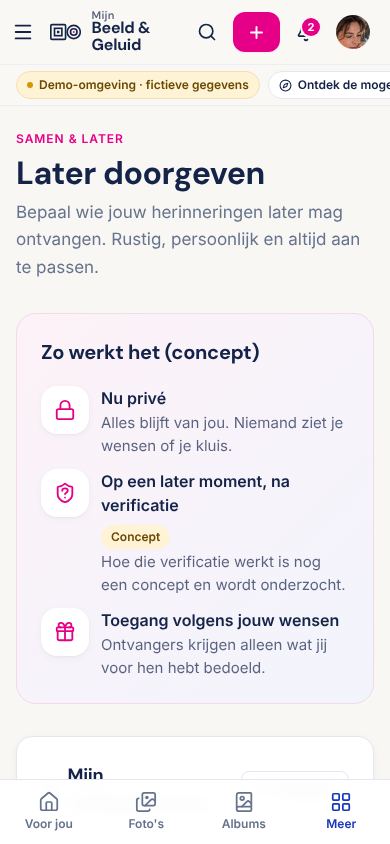 Mijn
Beeld &
Geluid
2
Demo-omgeving · fictieve gegevens
Ontdek de moge
SAMEN & LATER
Later doorgeven
Bepaal wie jouw herinneringen later mag
ontvangen. Rustig, persoonlijk en altijd aan
te passen.
Zo werkt het (concept)
Nu privé
Alles blijft van jou. Niemand ziet je
wensen of je kluis.
Op een later moment, na
verificatie
Concept
Hoe die verificatie werkt is nog
een concept en wordt onderzocht.
Toegang volgens jouw wensen
Ontvangers krijgen alleen wat jij
voor hen hebt bedoeld.
Mijn
Voor jou
Foto's
Albums
Meer